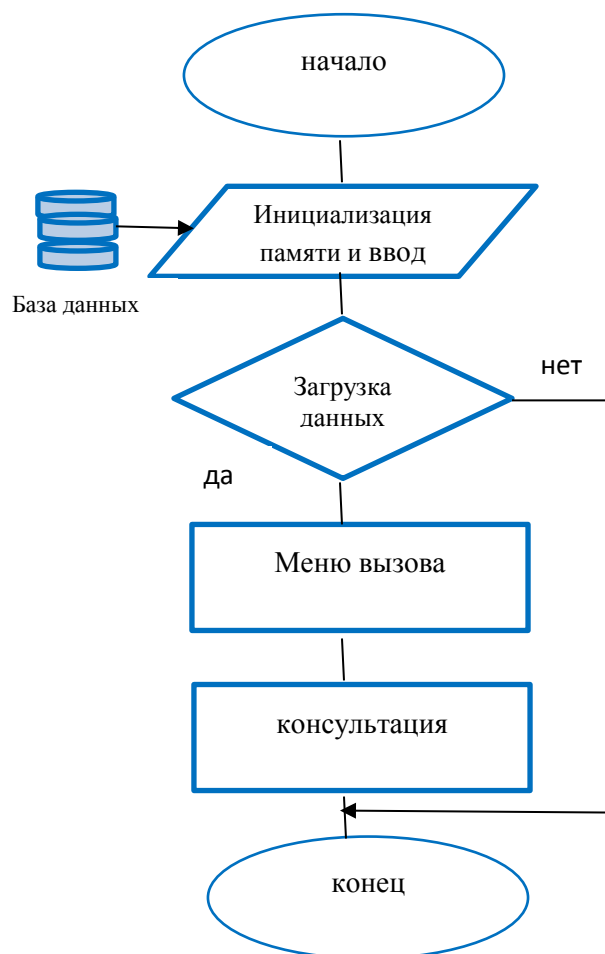 начало
Инициализация
памяти и ввод
База данных
Загрузка
данных
нет
да
Меню вызова
консультация
конец